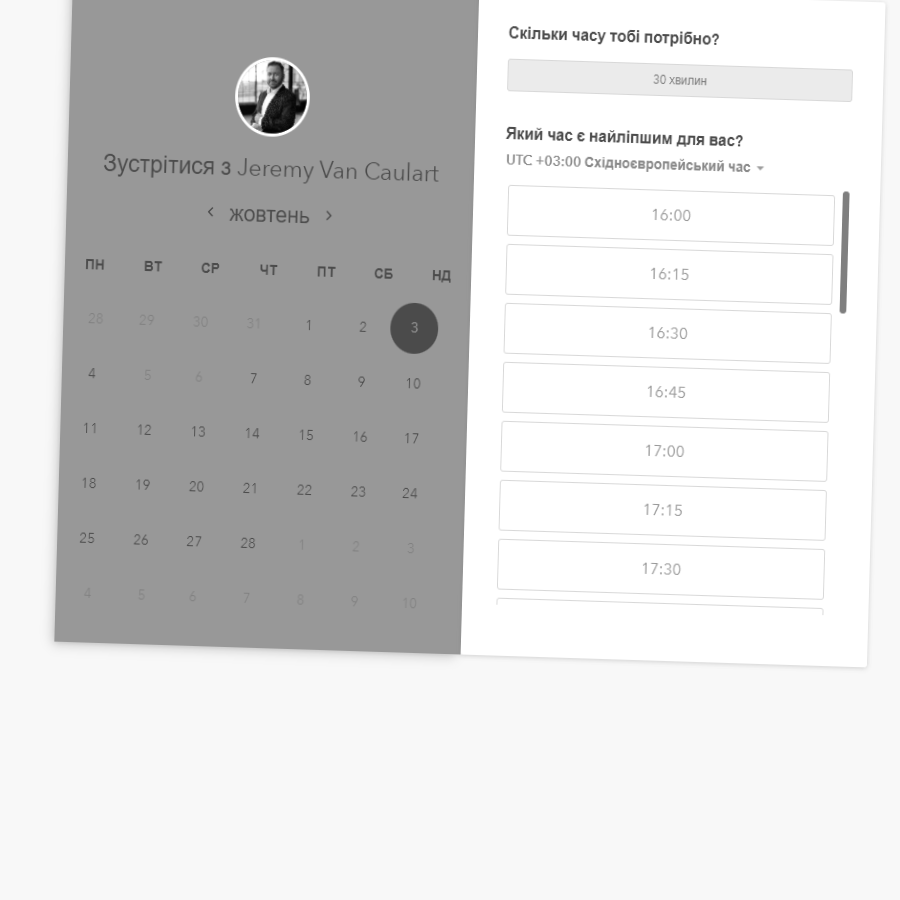 Зустрітися з Jeremy Van Caulart
жовтень
ПН ВТ СР ЧТ ПТ СБ НД
28 29 30 31 1 2 3
4 5 6 7 8 9 10
11 12 13 14 15 16 17
18 19 20 21 22 23 24
25 26 27 28 1 2 3
4 5 6 7 8 9 10
Скільки часу тобі потрібно?
30 хвилин
Який час є найліпшим для вас?
UTC +03:00 Східноєвропейський час
16:00
16:15
16:30
16:45
17:00
17:15
17:30